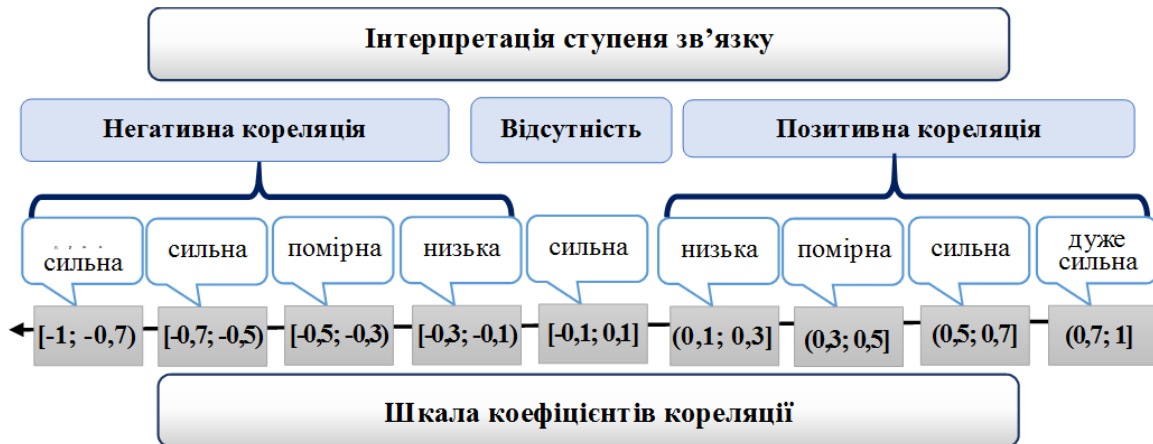 Інтерпретація ступеня зв’язку
Негативна кореляція
Відсутність
Позитивна кореляція
сильна
сильна
помірна
низька
сильна
низька
помірна
сильна
дуже
сильна
[-1; -0,7)
[-0,7; -0,5)
[-0,5; -0,3)
[-0,3; -0,1)
[-0,1; 0,1]
(0,1; 0,3]
(0,3; 0,5]
(0,5; 0,7]
(0,7; 1]
Шкала коефіцієнтів кореляції